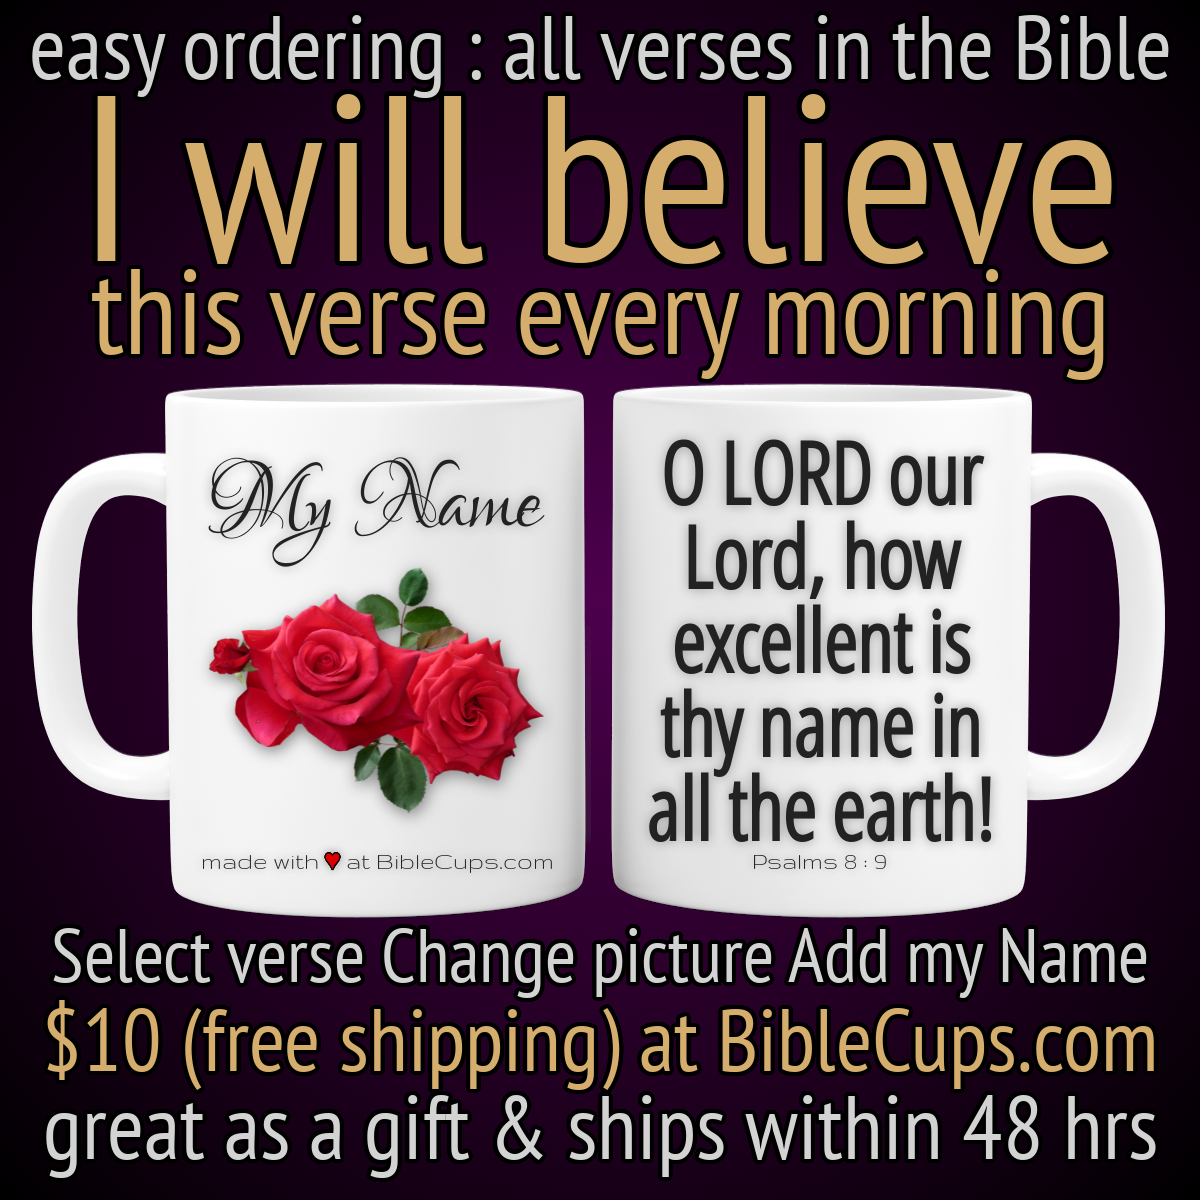 easy ordering : all verses in the Bible
I will believe
this verse every morning
My Name
made with ♥ at BibleCups.com
O LORD our
Lord, how
excellent is
thy name in
all the earth!
Psalms 8 : 9
Select verse Change picture Add my Name
$10 (free shipping) at BibleCups.com
great as a gift & ships within 48 hrs